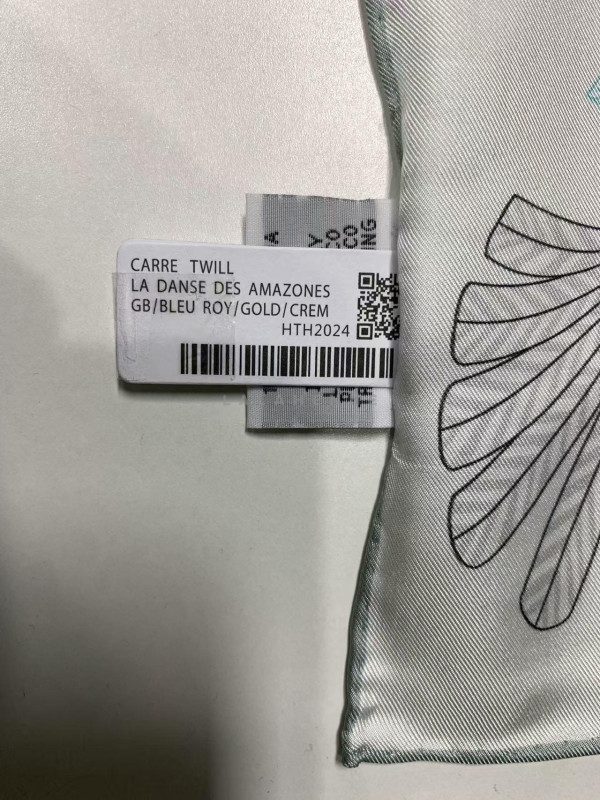 CARRE TWILL
LA DANSE DES AMAZONES
GB/BLEU ROY/GOLD/CREM
HTH2024